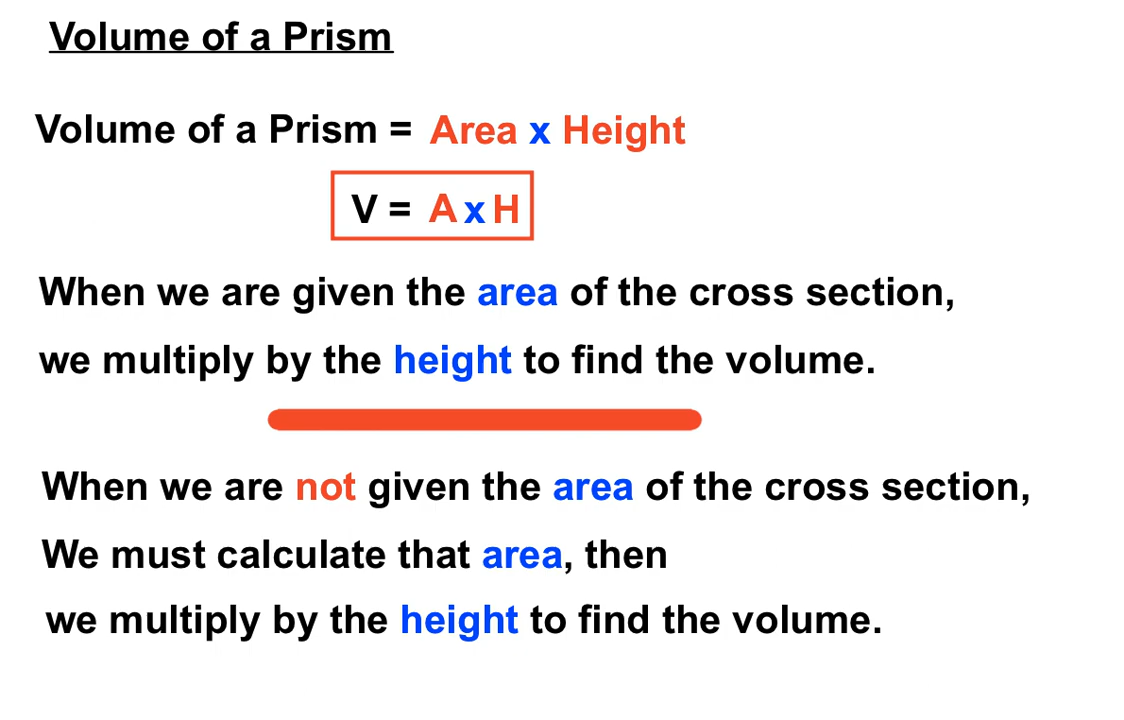 Volume of a Prism
Volume of a Prism = Area x Height
V = A x H
When we are given the area of the cross section,
we multiply by the height to find the volume.
When we are not given the area of the cross section,
We must calculate that area, then
we multiply by the height to find the volume.